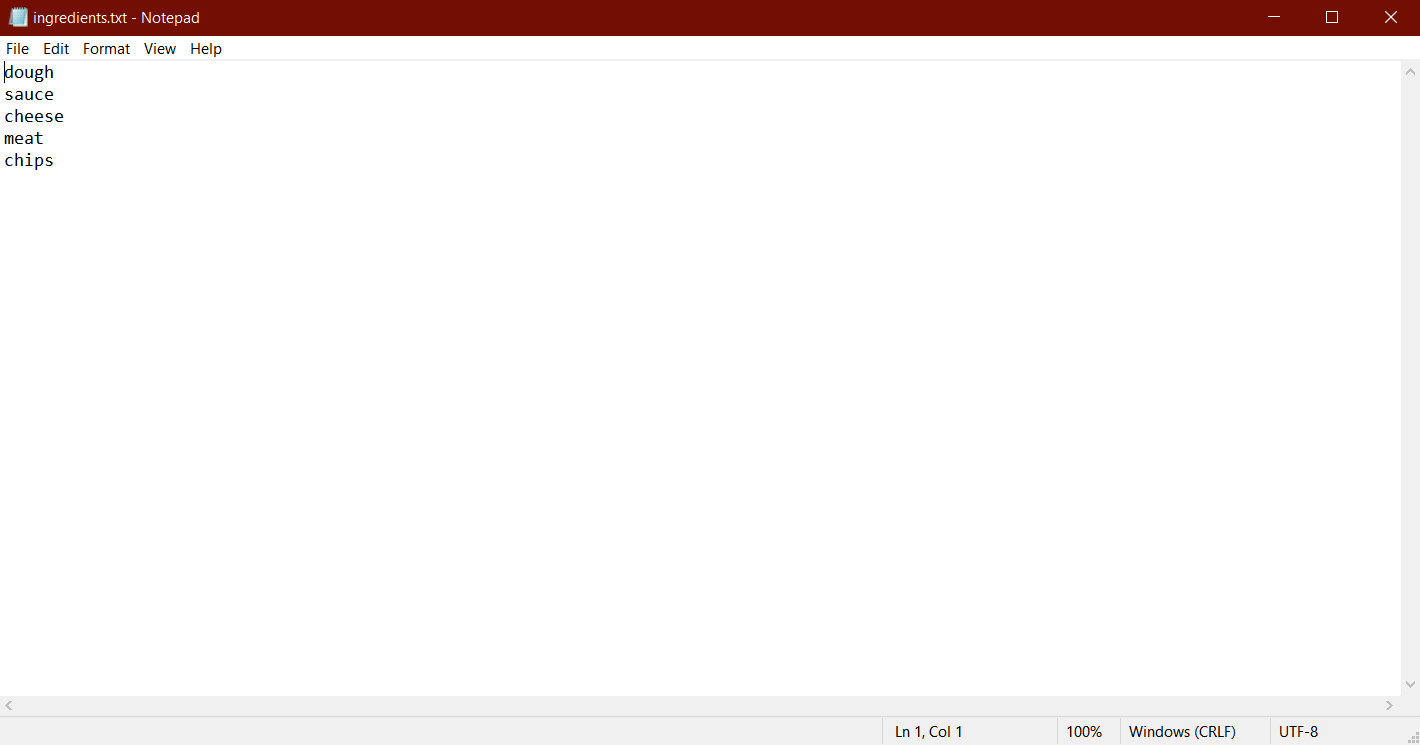 ingredients.txt - Notepad
File Edit Format View Help
dough
sauce
cheese
meat
chips
Ln 1, Col 1 100% Windows (CRLF) UTF-8